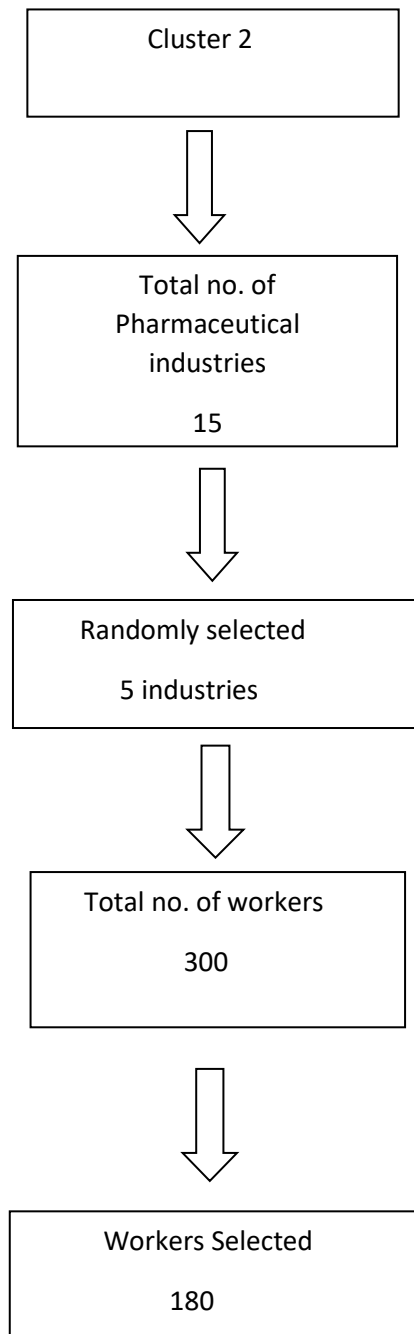 Cluster 2
Total no. of
Pharmaceutical
industries
15
Randomly selected
5 industries
Total no. of workers
300
Workers Selected
180